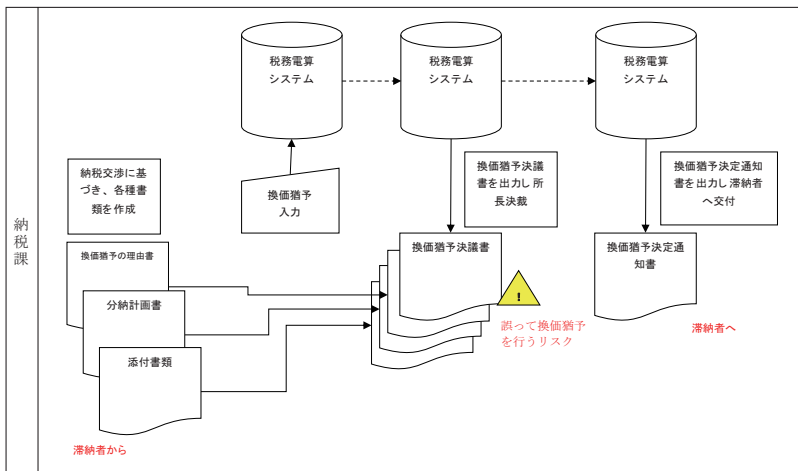 納税課
税務電算
システム
税務電算
システム
税務電算
システム
納税交渉に基
づき、各種書
類を作成
換価猶予
入力
換価猶予決議
書を出力し所
長決裁
換価猶予決定通知
書を出力し滞納者
へ交付
換価猶予の理由書
分納計画書
添付書類
換価猶予決議書
!
誤って換価猶予
を行うリスク
換価猶予決定通
知書
滞納者へ
滞納者から